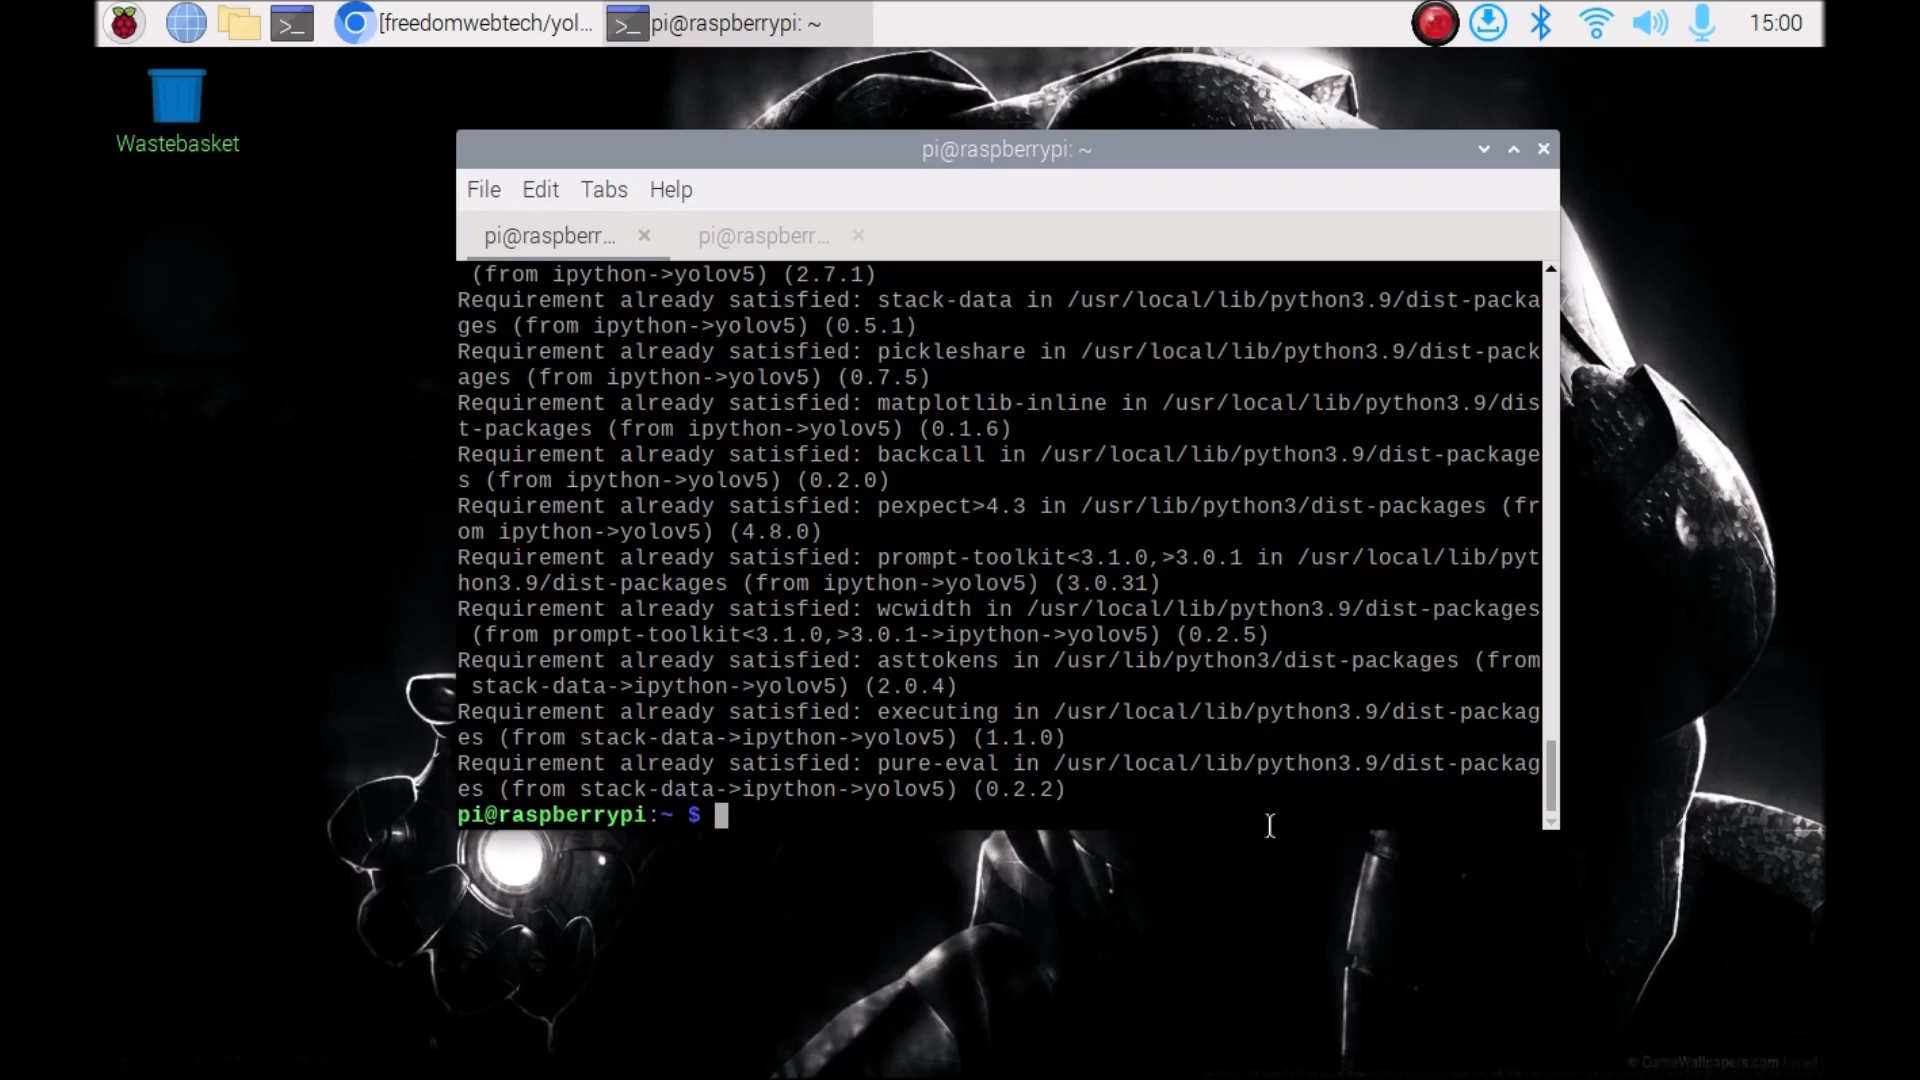 [freedomwebtech/yol...
pi@raspberrypi: ~
15:00
Wastebasket
pi@raspberrypi: ~
File Edit Tabs Help
pi@raspberr... pi@raspberr...
(from ipython->yolov5) (2.7.1)
Requirement already satisfied: stack-data in /usr/local/lib/python3.9/dist-packa
ges (from ipython->yolov5) (0.5.1)
Requirement already satisfied: pickleshare in /usr/local/lib/python3.9/dist-pack
ages (from ipython->yolov5) (0.7.5)
Requirement already satisfied: matplotlib-inline in /usr/local/lib/python3.9/dis
t-packages (from ipython->yolov5) (0.1.6)
Requirement already satisfied: backcall in /usr/local/lib/python3.9/dist-package
s (from ipython->yolov5) (0.2.0)
Requirement already satisfied: pexpect>4.3 in /usr/lib/python3/dist-packages (fr
om ipython->yolov5) (4.8.0)
Requirement already satisfied: prompt-toolkit<3.1.0,>3.0.1 in /usr/local/lib/pyt
hon3.9/dist-packages (from ipython->yolov5) (3.0.31)
Requirement already satisfied: wcwidth in /usr/local/lib/python3.9/dist-packages
(from prompt-toolkit<3.1.0,>3.0.1->ipython->yolov5) (0.2.5)
Requirement already satisfied: asttokens in /usr/lib/python3/dist-packages (from
stack-data->ipython->yolov5) (2.0.4)
Requirement already satisfied: executing in /usr/local/lib/python3.9/dist-packag
es (from stack-data->ipython->yolov5) (1.1.0)
Requirement already satisfied: pure-eval in /usr/local/lib/python3.9/dist-packag
es (from stack-data->ipython->yolov5) (0.2.2)
pi@raspberrypi:~ $
© GameWallpapers.com